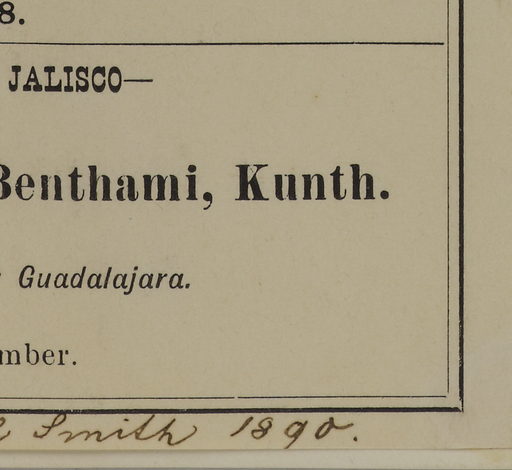 8.
JALISCO—
Benthami, Kunth.
Guadalajara.
mber.
Smith 1890.